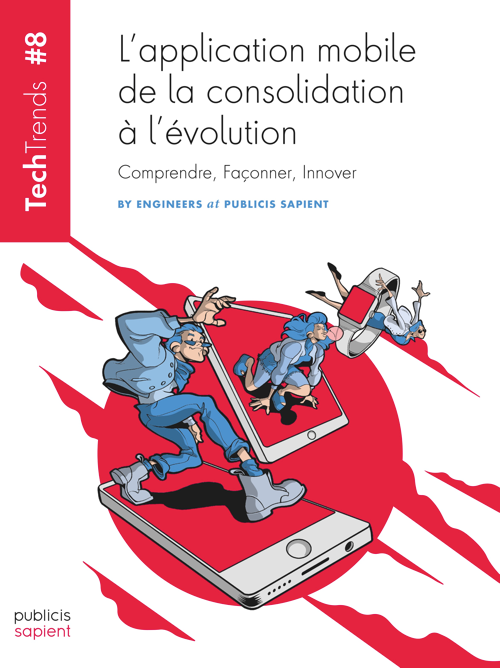 TechTrends #8
L'application mobile
de la consolidation
à l'évolution
Comprendre, Façonner, Innover
BY ENGINEERS at PUBLICIS SAPIENT
publicis
sapient